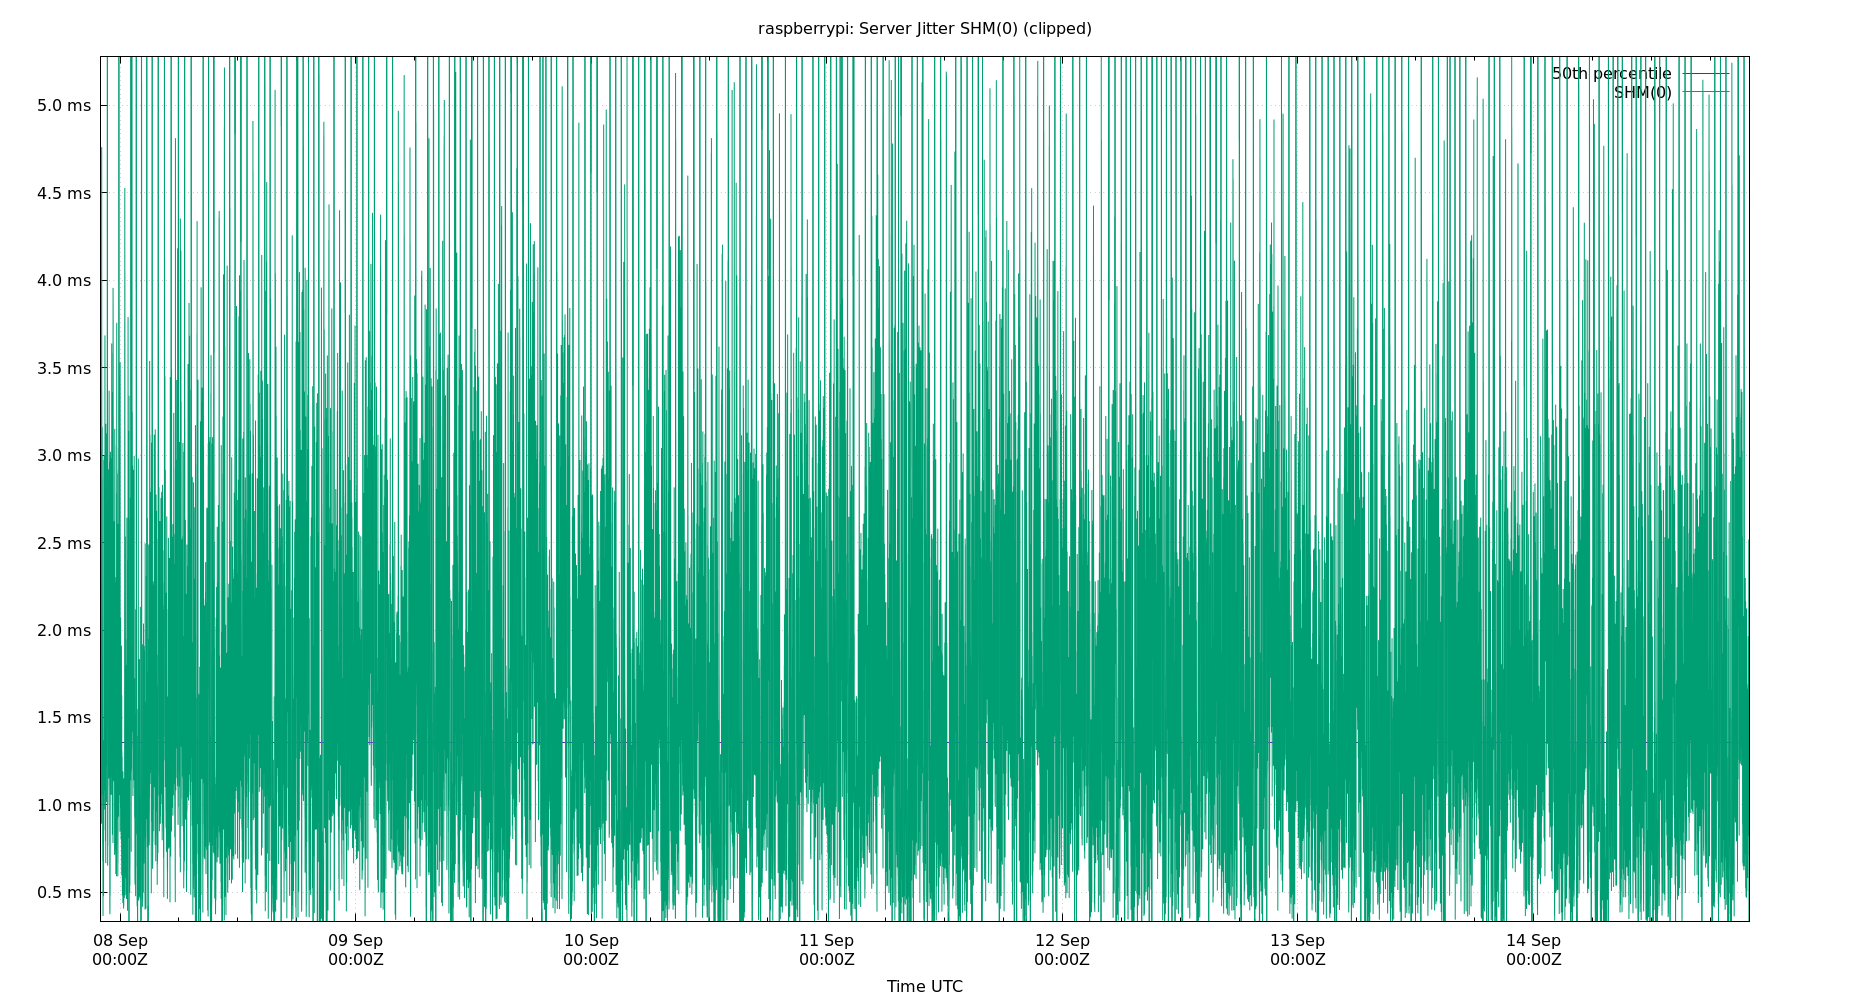 raspberrypi: Server Jitter SHM(0) (clipped)
50th percentile
SHM(0)
5.0 ms
4.5 ms
4.0 ms
3.5 ms
3.0 ms
2.5 ms
2.0 ms
1.5 ms
1.0 ms
0.5 ms
08 Sep 09 Sep 10 Sep 11 Sep 12 Sep 13 Sep 14 Sep
00:00Z 00:00Z 00:00Z 00:00Z 00:00Z 00:00Z 00:00Z
Time UTC